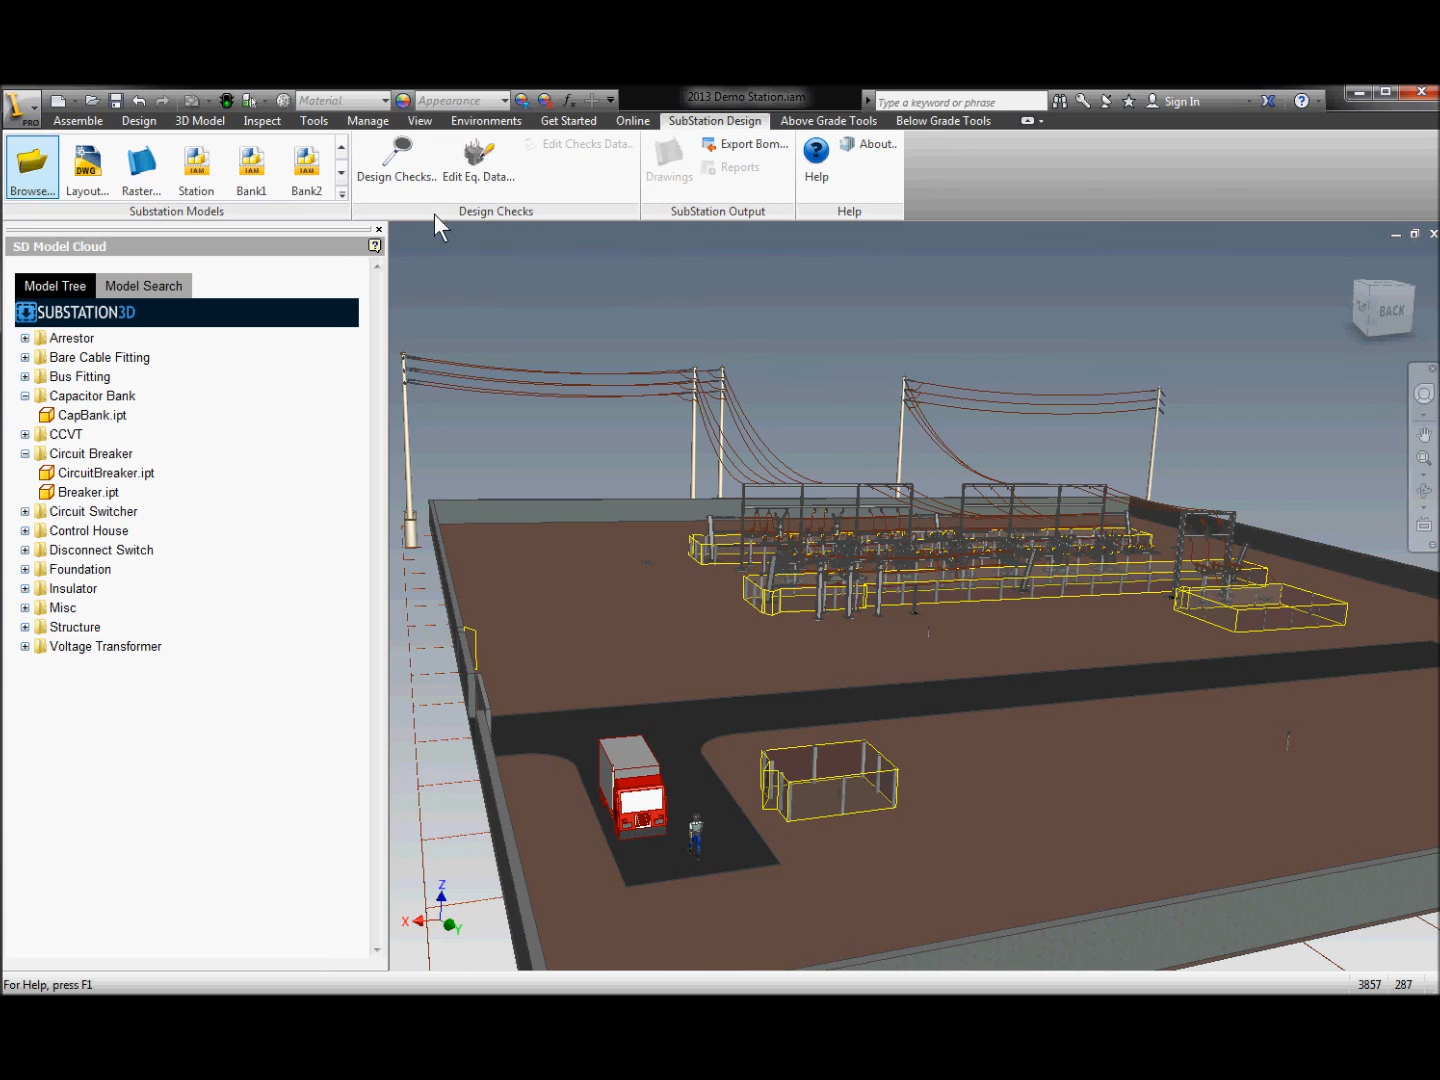 Material
Appearance
2013 Demo Station.iam
Type a keyword or phrase
Sign In
PRO
Assemble
Design
3D Model
Inspect
Tools
Manage
View
Environments
Get Started
Online
SubStation Design
Above Grade Tools
Below Grade Tools
Browse...
DWG
Layout...
Raster...
IAM
Station
IAM
Bank1
IAM
Bank2
Design Checks..
Edit Eq. Data...
Edit Checks Data..
Drawings
Export Bom...
Reports
Help
About..
Substation Models
Design Checks
SubStation Output
Help
SD Model Cloud
Model Tree
Model Search
SUBSTATION3D
Arrestor
Bare Cable Fitting
Bus Fitting
Capacitor Bank
CapBank.ipt
CCVT
Circuit Breaker
CircuitBreaker.ipt
Breaker.ipt
Circuit Switcher
Control House
Disconnect Switch
Foundation
Insulator
Misc
Structure
Voltage Transformer
BACK
Z
X
Y
For Help, press F1
3857
287